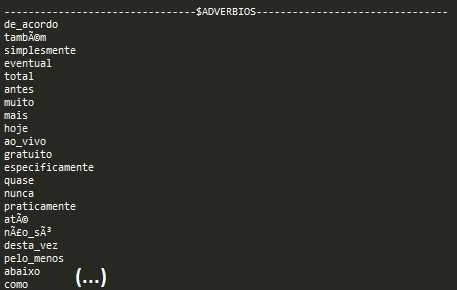 --------------------------------$ADVERBIOS--------------------------------
de_acordo
tambÃ©m
simplesmente
eventual
total
antes
muito
mais
hoje
ao_vivo
gratuito
especificamente
quase
nunca
praticamente
atÃ©
nÃ£o_sÃ³
desta_vez
pelo_menos
abaixo
como
(...)